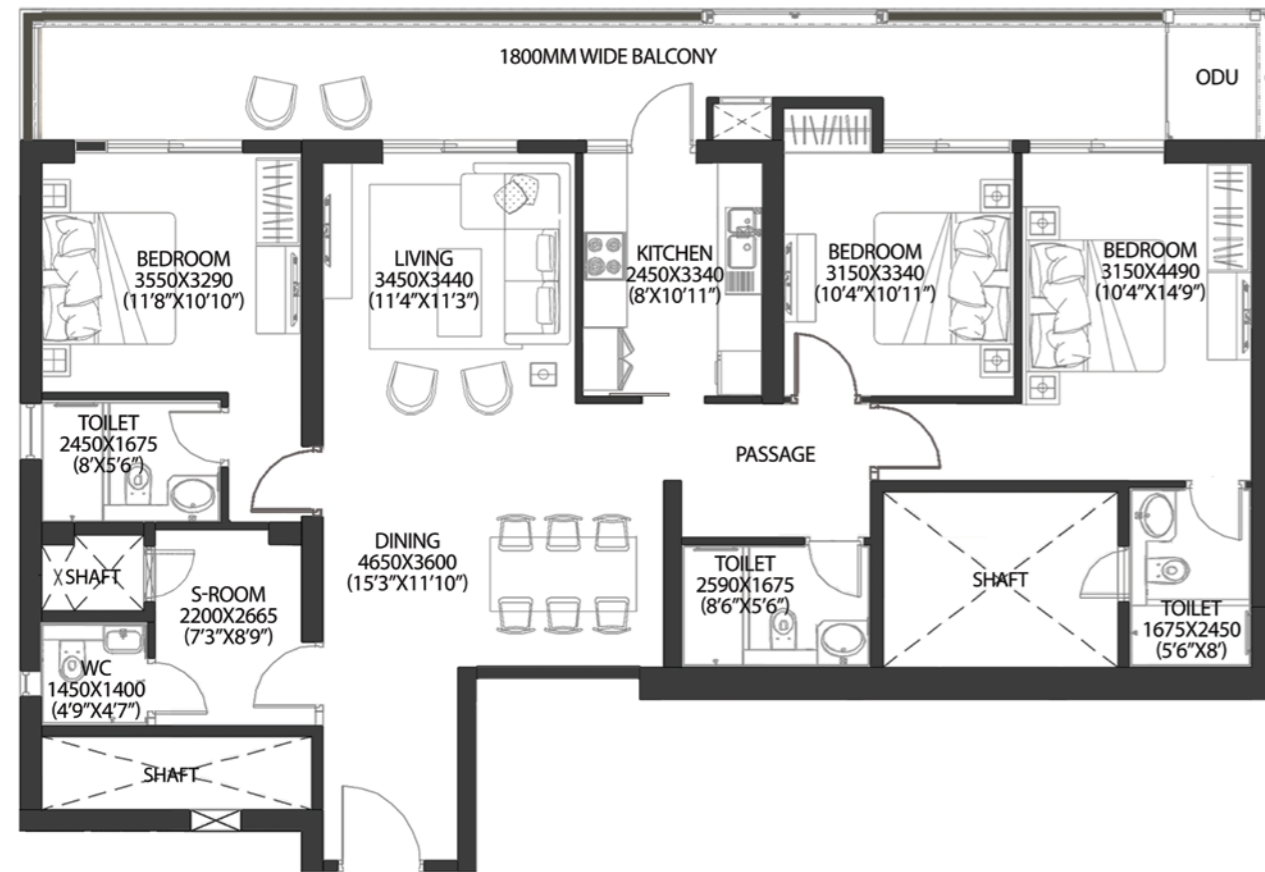 1800MM WIDE BALCONY
ODU
BEDROOM
3550X3290
(11'8"X10'10")
LIVING
3450X3440
(11'4"X11'3")
KITCHEN
2450X3340
(8'X10'11")
BEDROOM
3150X3340
(10'4"X10'11")
BEDROOM
3150X4490
(10'4"X14'9")
TOILET
2450X1675
(8'X5'6")
PASSAGE
DINING
4650X3600
(15'3"X11'10")
SHAFT
S-ROOM
2200X2665
(7'3"X8'9")
TOILET
2590X1675
(8'6"X5'6")
SHAFT
TOILET
1675X2450
(5'6"X8')
WC
1450X1400
(4'9"X4'7")
SHAFT